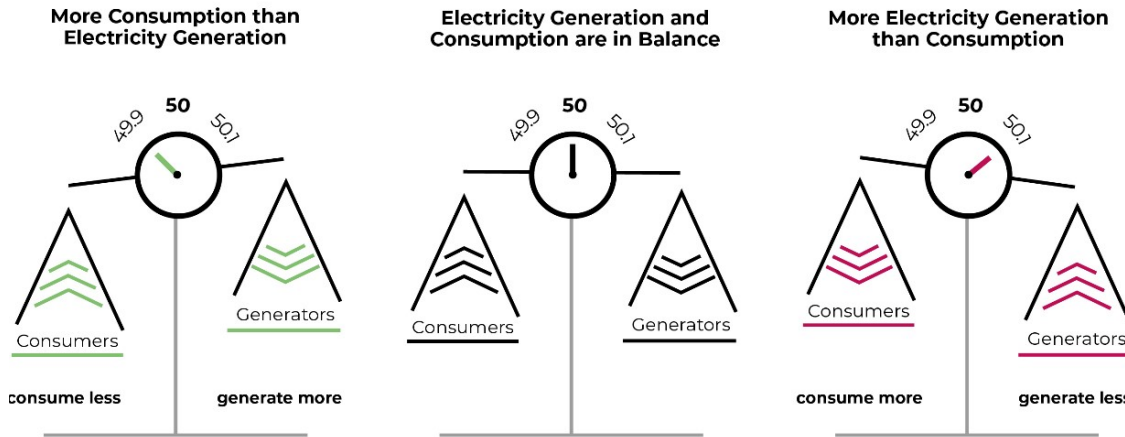 More Consumption than
Electricity Generation
49.9
50
50.1
Consumers
Generators
consume less
generate more
Electricity Generation and
Consumption are in Balance
49.9
50
50.1
Consumers
Generators
More Electricity Generation
than Consumption
49.9
50
50.1
Consumers
Generators
consume more
generate less